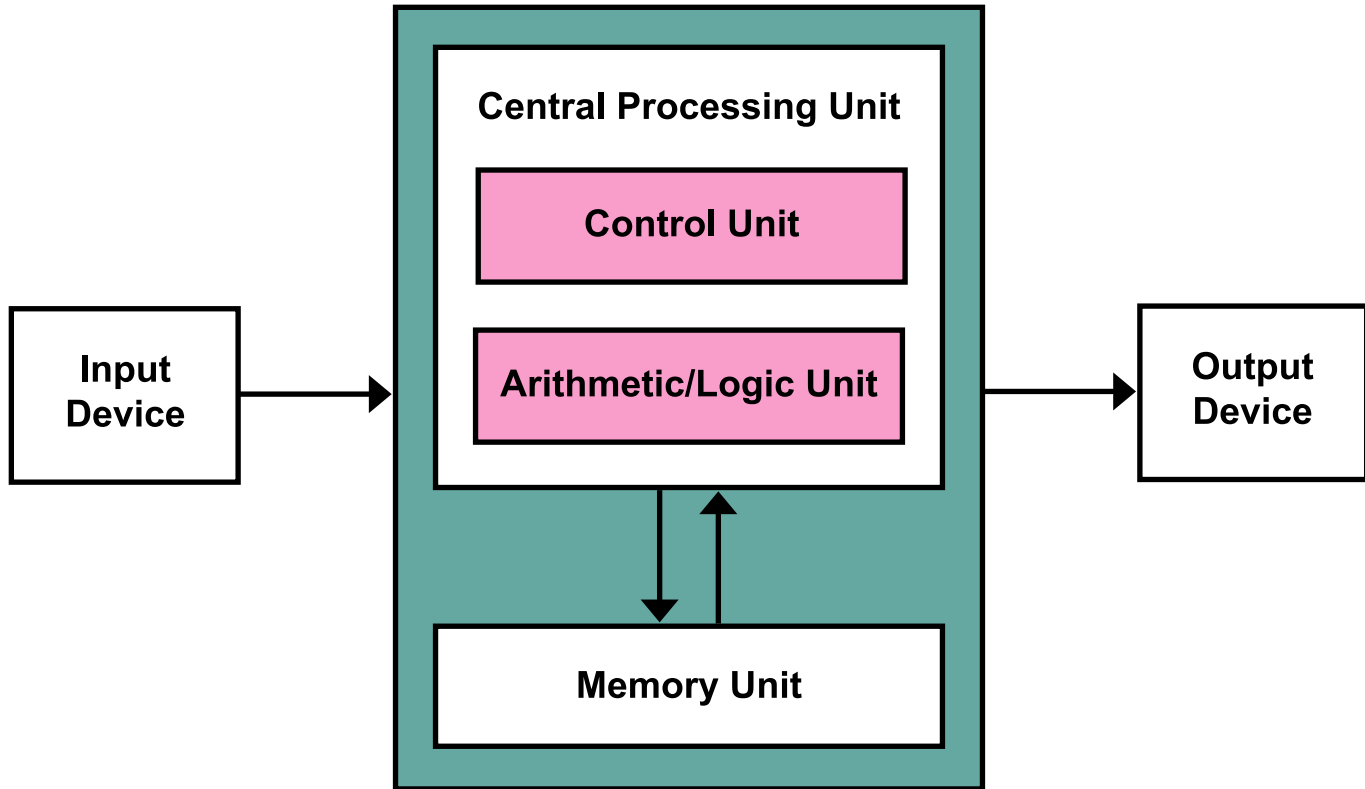 Central Processing Unit
Control Unit
Arithmetic/Logic Unit
Input
Device
Output
Device
Memory Unit